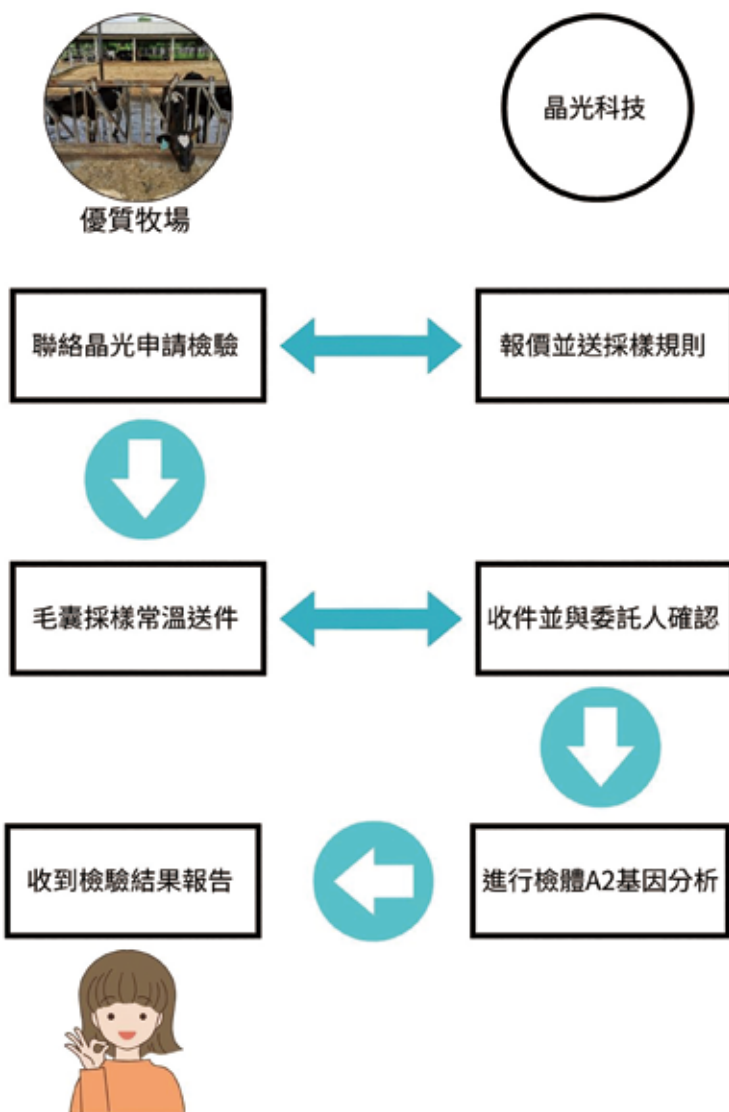 晶光科技
優質牧場
聯絡晶光申請檢驗
報價並送採樣規則
毛囊採樣常溫送件
收件並與委託人確認
收到檢驗結果報告
進行檢體A2基因分析